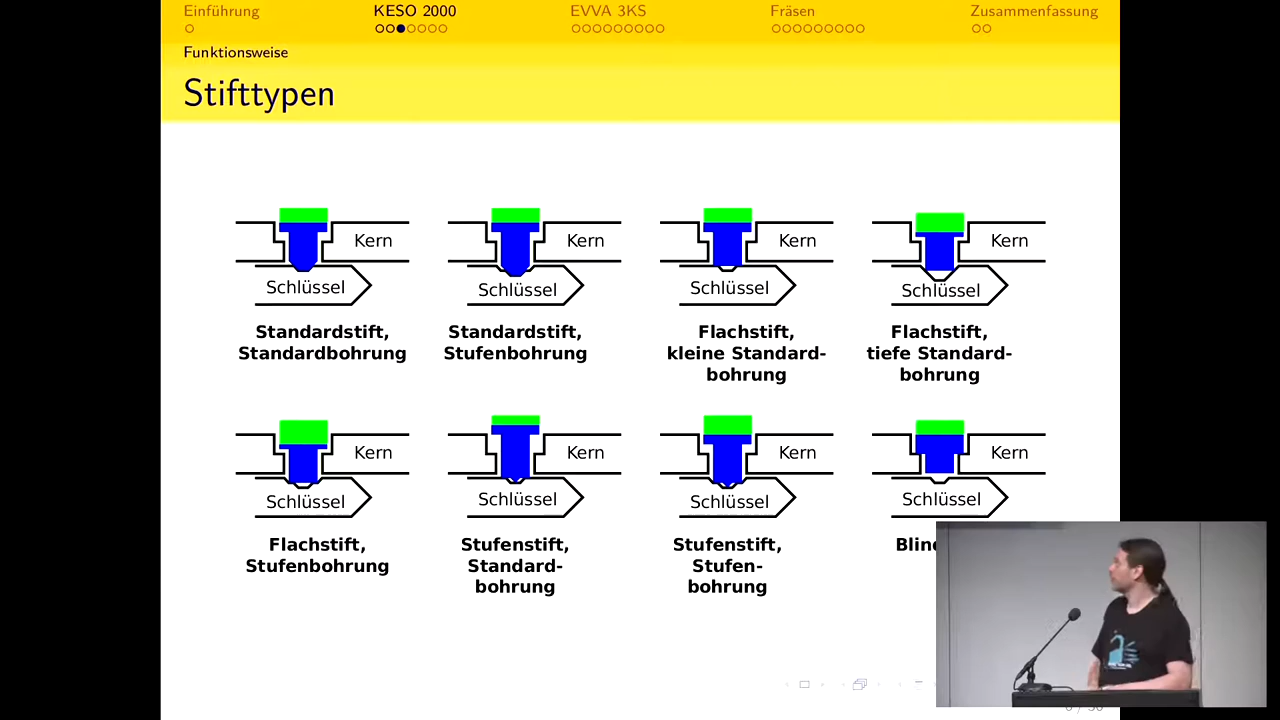 Einführung KESO 2000 EVVA 3KS Fräsen Zusammenfassung
Funktionsweise
Stifttypen
Kern Kern Kern Kern
Schlüssel Schlüssel Schlüssel Schlüssel
Standardstift,
Standardbohrung
Standardstift,
Stufenbohrung
Flachstift,
kleine Standard-
bohrung
Flachstift,
tiefe Standard-
bohrung
Kern Kern Kern Kern
Schlüssel Schlüssel Schlüssel Schlüssel
Flachstift,
Stufenbohrung
Stufenstift,
Standard-
bohrung
Stufenstift,
Stufen-
bohrung